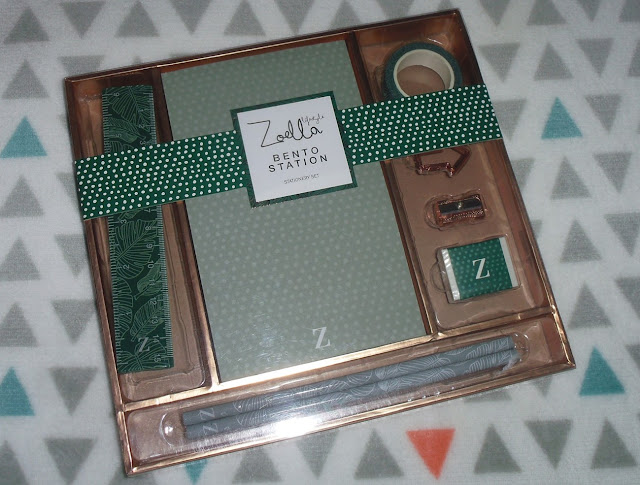 Zoella
lifestyle
BENTO
STATION
STATIONERY SET
Z
Z